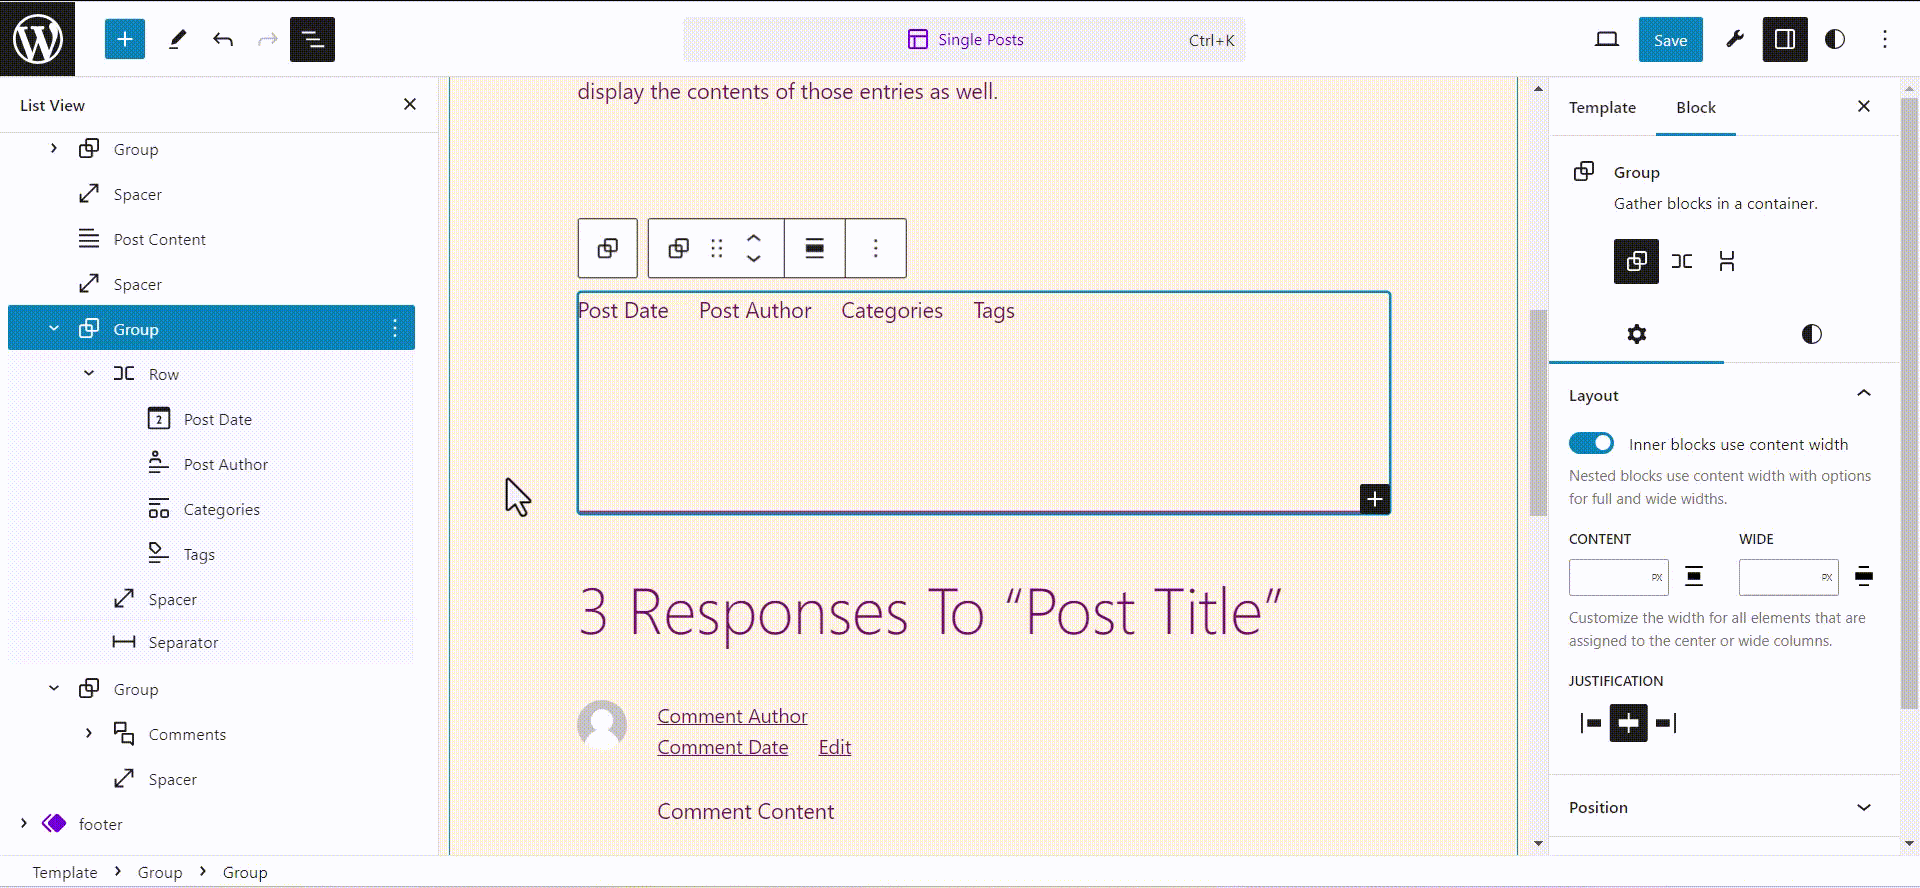 Single Posts
Ctrl+K
Save
List View
Group
Spacer
Post Content
Spacer
Group
Row
2
Post Date
Post Author
Categories
Tags
Spacer
Separator
Group
Comments
Spacer
footer
Template > Group > Group
display the contents of those entries as well.
Post Date Post Author Categories Tags
3 Responses To “Post Title”
Comment Author
Comment Date Edit
Comment Content
Template Block
Group
Gather blocks in a container.
Layout
Inner blocks use content width
Nested blocks use content width with options
for full and wide widths.
CONTENT WIDE
PX PX
Customize the width for all elements that are
assigned to the center or wide columns.
JUSTIFICATION
Position